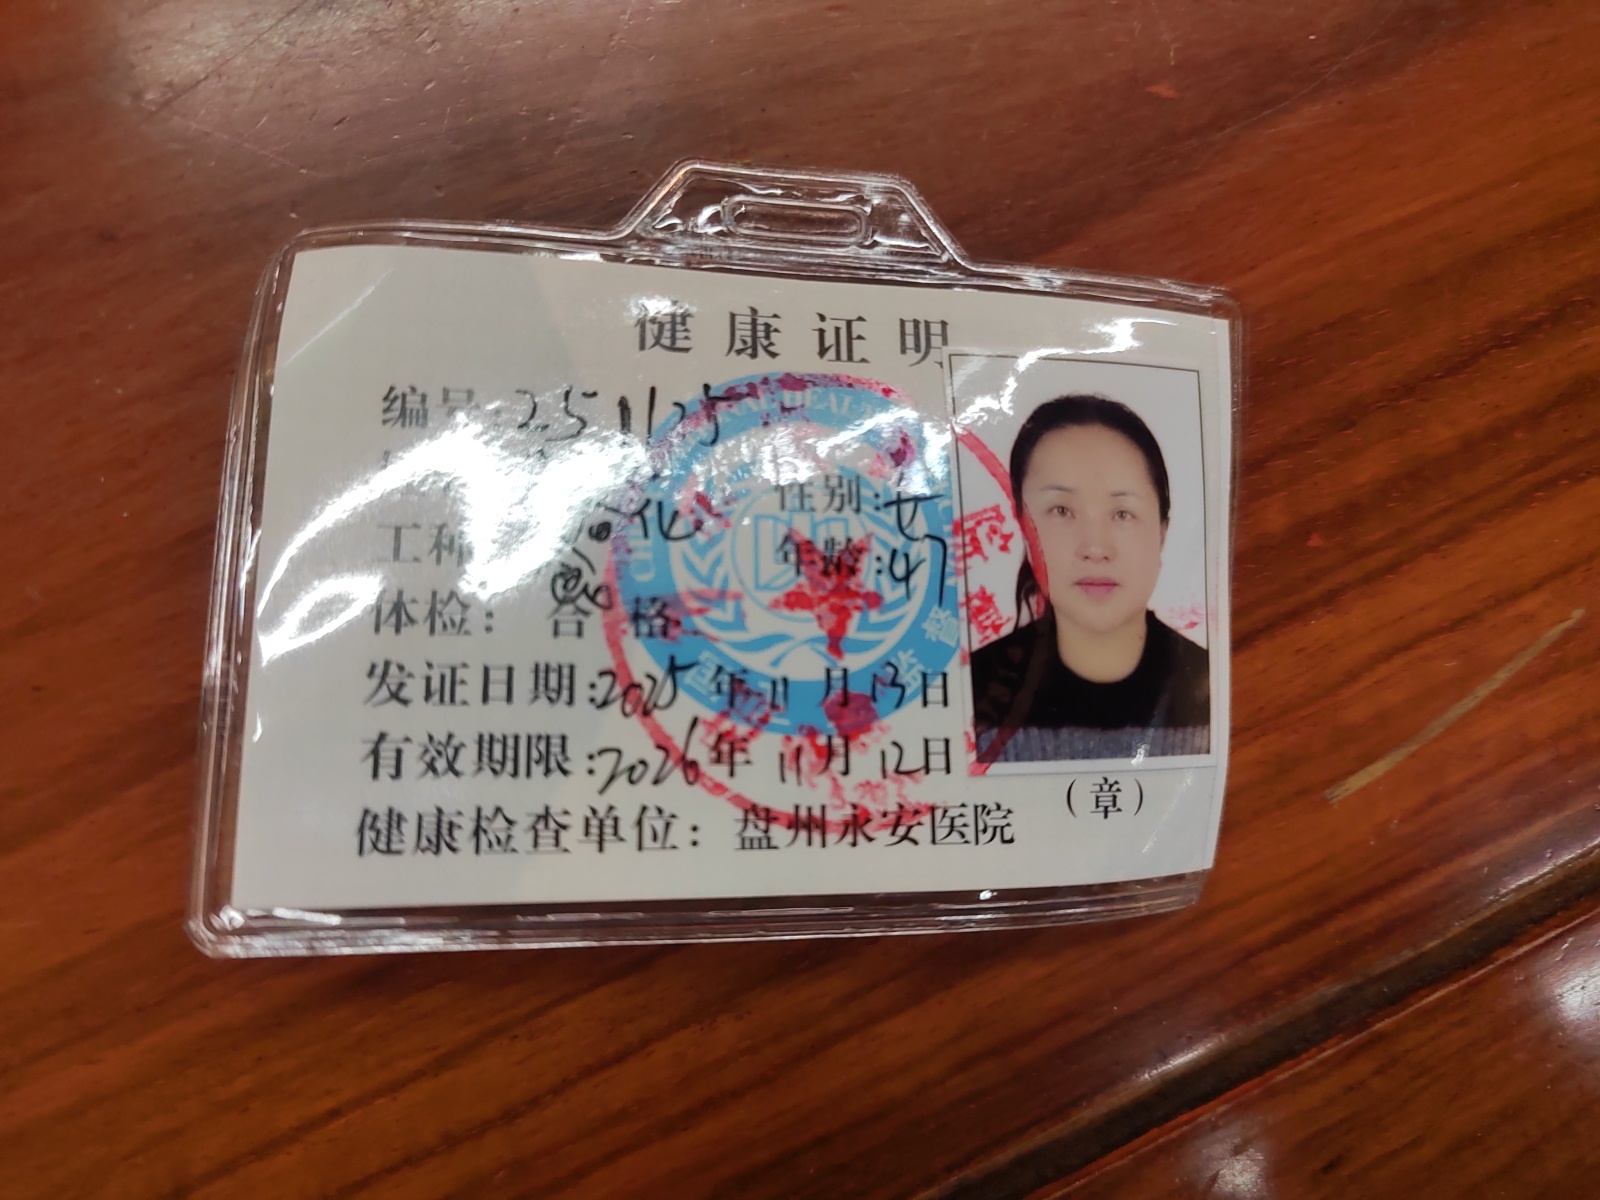 健康证明
编号:251125
性别:女
工种
年龄:47
体检： 合格
发证日期:2025年11月13日
有效期限:2026年11月12日
健康检查单位：盘州永安医院
（章）